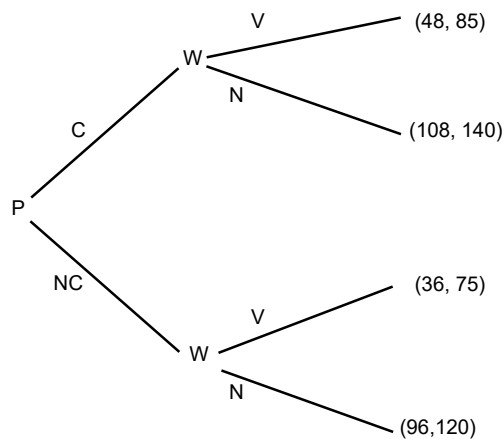 V
(48, 85)
W
N
C
(108, 140)
P
NC
(36, 75)
V
W
N
(96,120)